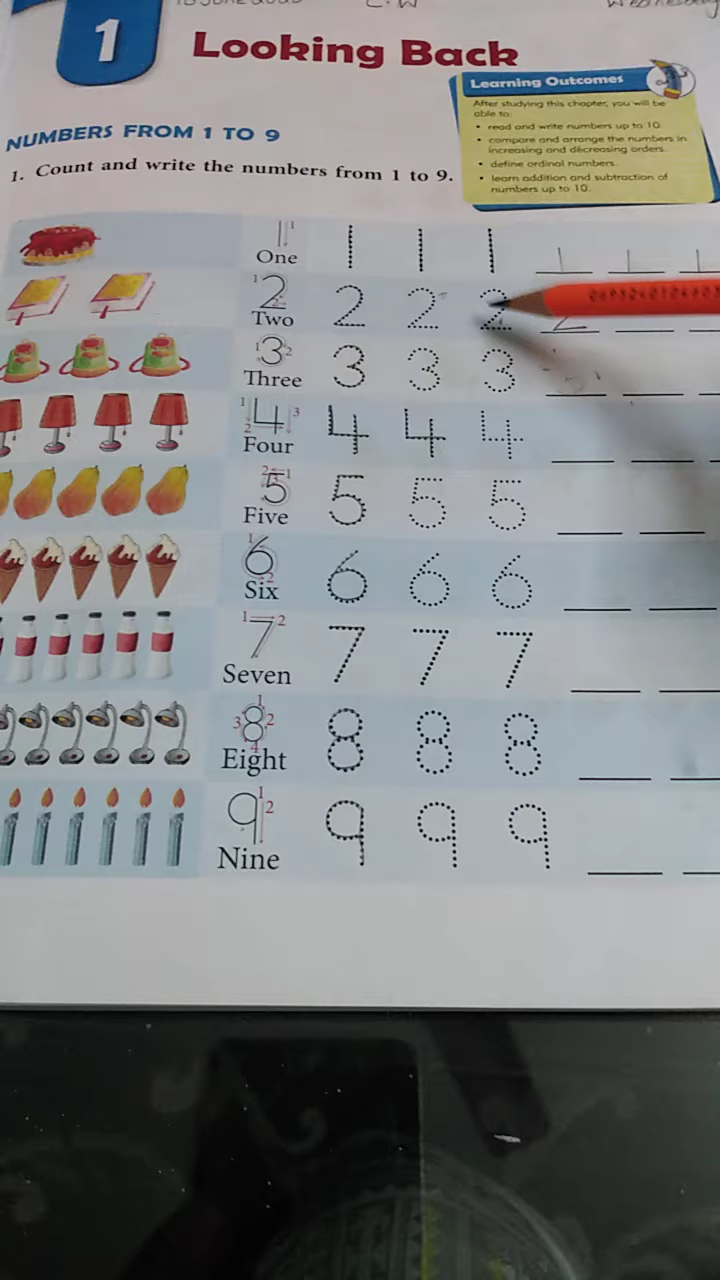 C.W
1
Looking Back
Learning Outcomes
After studying this chapter, you will be
able to:
• read and write numbers up to 10.
• compare and arrange the numbers in
increasing and decreasing orders.
• define ordinal numbers.
• learn addition and subtraction of
numbers up to 10.
NUMBERS FROM 1 TO 9
1. Count and write the numbers from 1 to 9.
1 1 1 1 1 1 1
One
2 2 2 2 2
Two
3 3 3 3
Three
4 4 4 4
Four
5 5 5 5
Five
6 6 6 6
Six
7 7 7 7
Seven
8 8 8 8
Eight
9 9 9 9
Nine